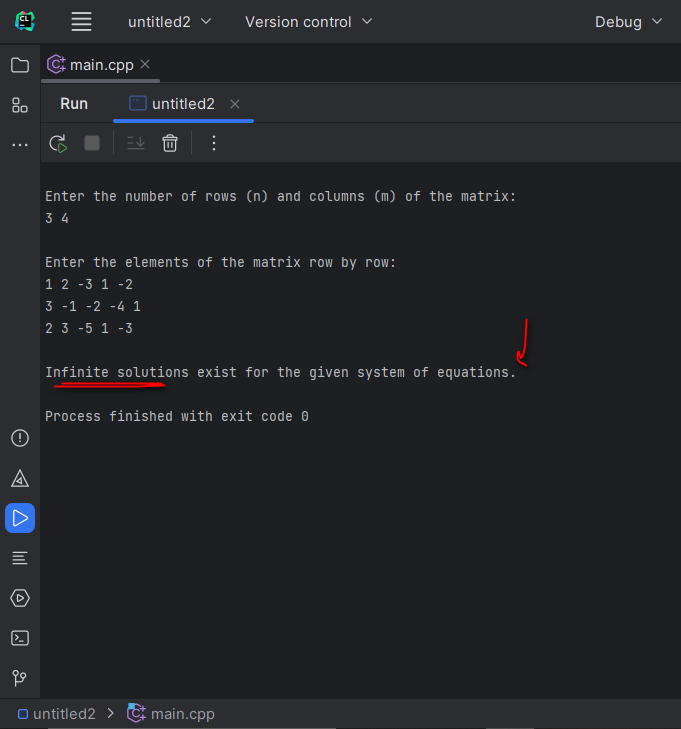 CL
untitled2
Version control
Debug
main.cpp
Run
untitled2
Enter the number of rows (n) and columns (m) of the matrix:
3 4
Enter the elements of the matrix row by row:
1 2 -3 1 -2
3 -1 -2 -4 1
2 3 -5 1 -3
Infinite solutions exist for the given system of equations.
Process finished with exit code 0
untitled2 > main.cpp